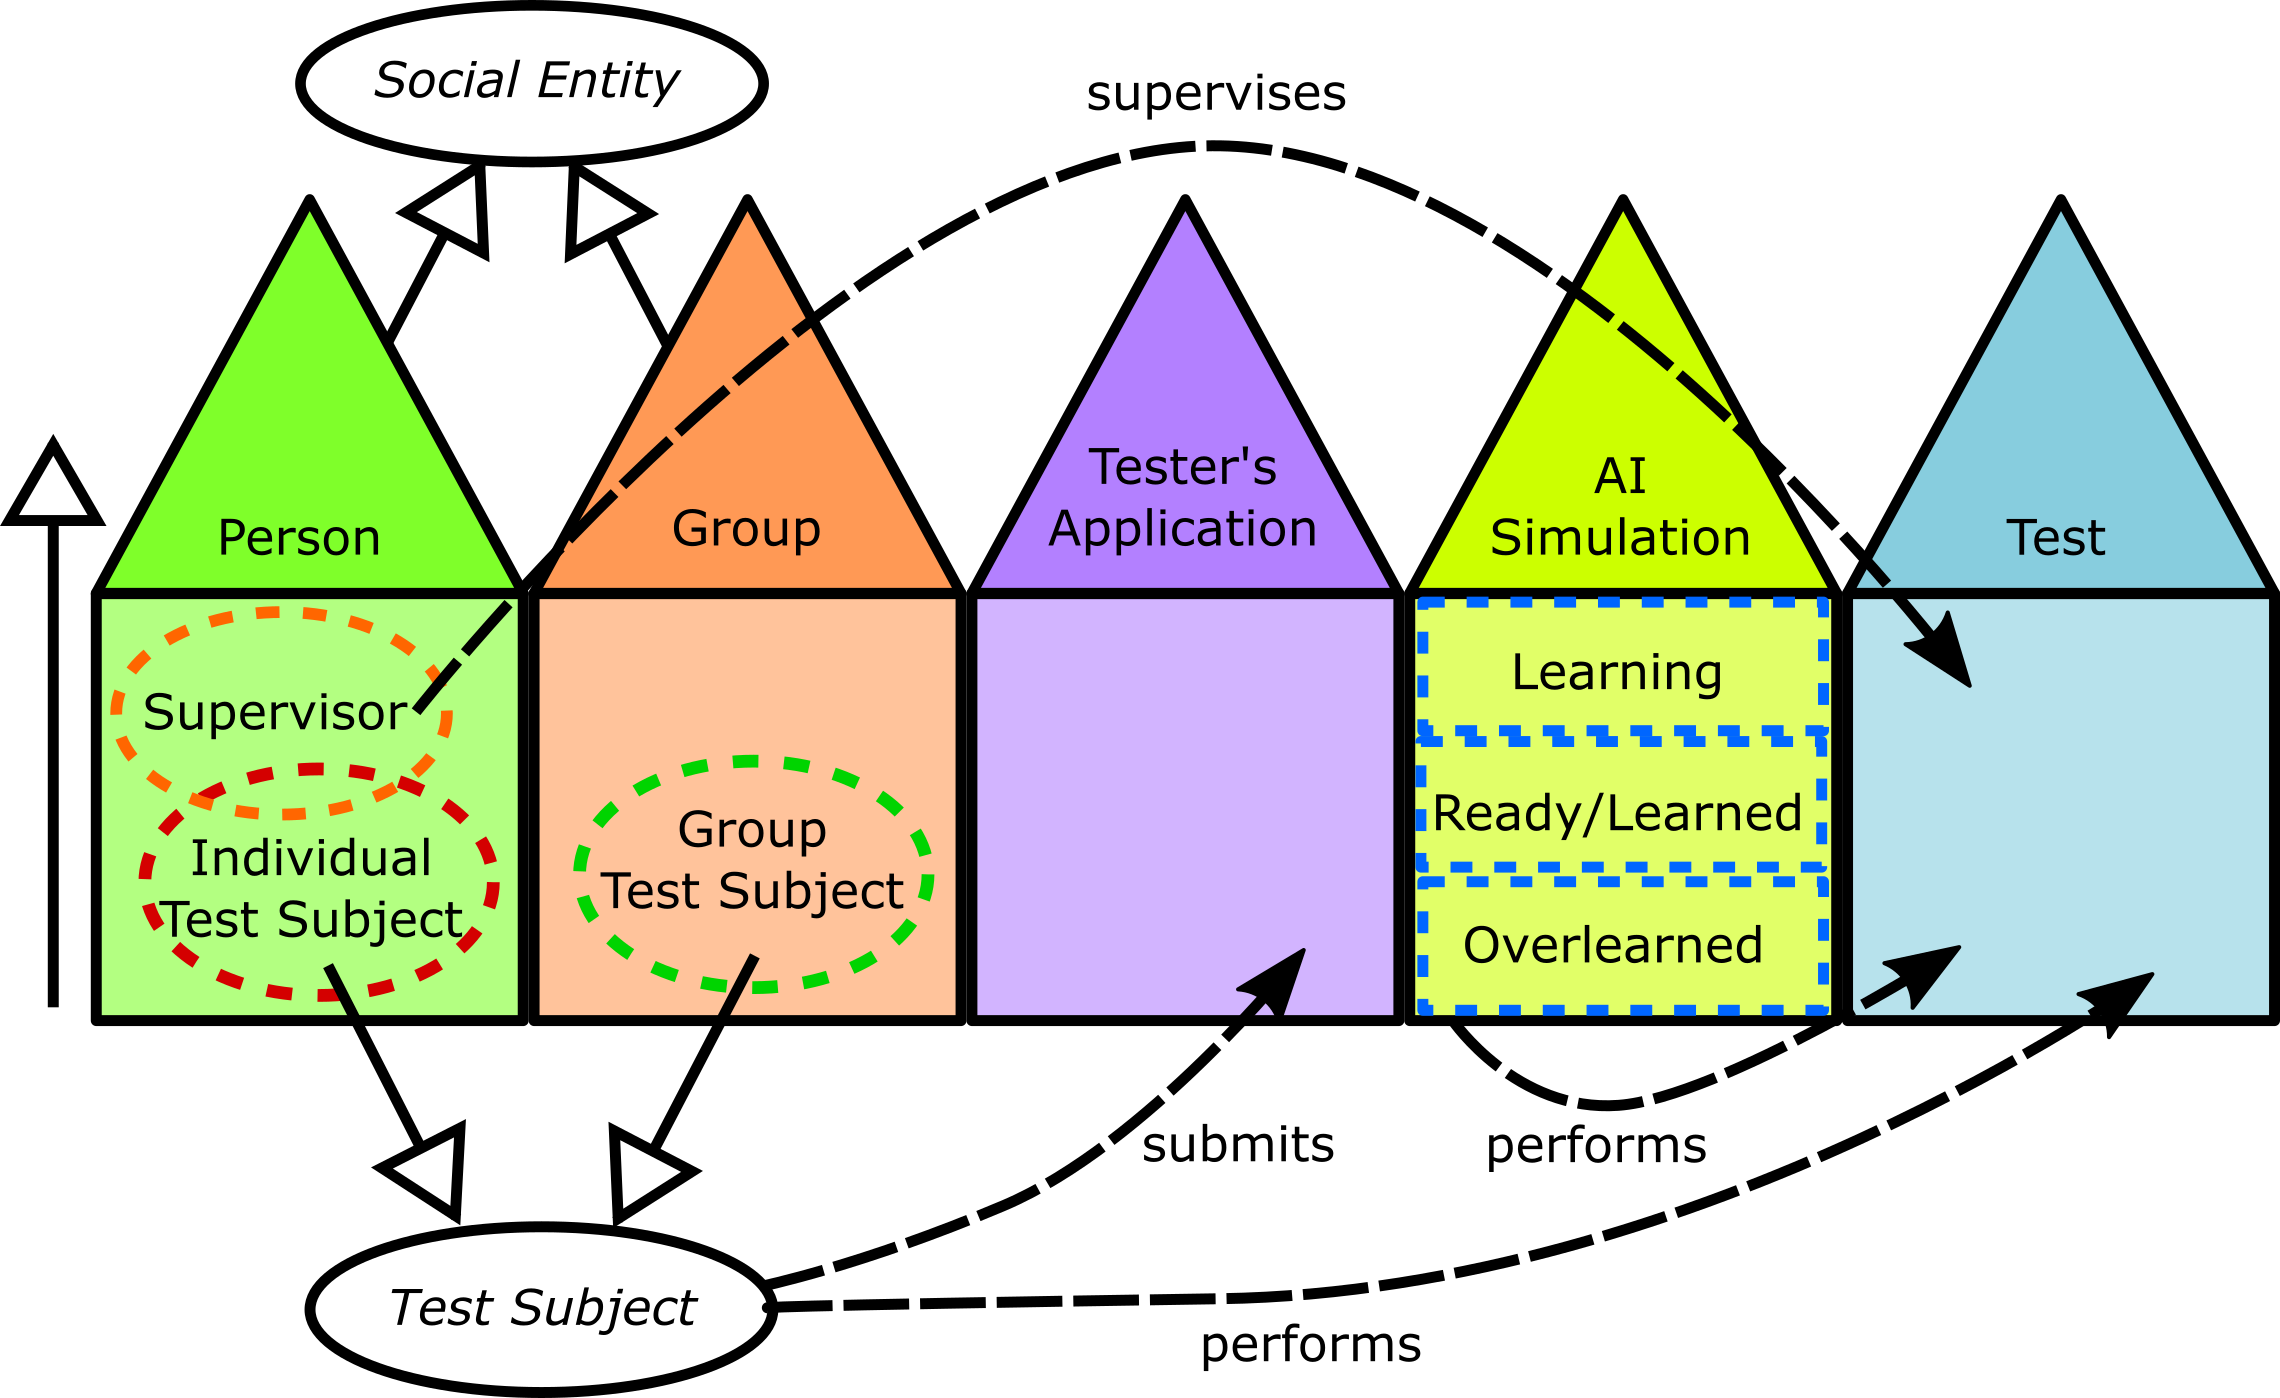 Social Entity
supervises
Person
Group
Tester's
Application
AI
Simulation
Test
Supervisor
Individual
Test Subject
Group
Test Subject
Learning
Ready/Learned
Overlearned
submits
performs
Test Subject
performs